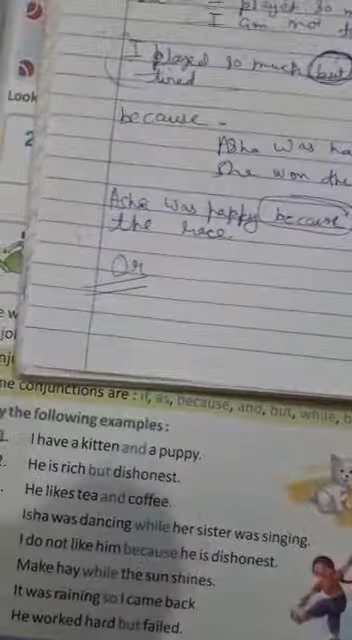 I am not
I played so much but
tired
because -
Asha was ha
She won the
Asha was happy because
the race.
Or
Look
2
conjunctions are : if, as, because, and, but, while, b
the following examples :
1. I have a kitten and a puppy.
He is rich but dishonest.
He likes tea and coffee.
Isha was dancing while her sister was singing.
I do not like him because he is dishonest.
Make hay while the sun shines.
It was raining so I came back.
He worked hard but failed.